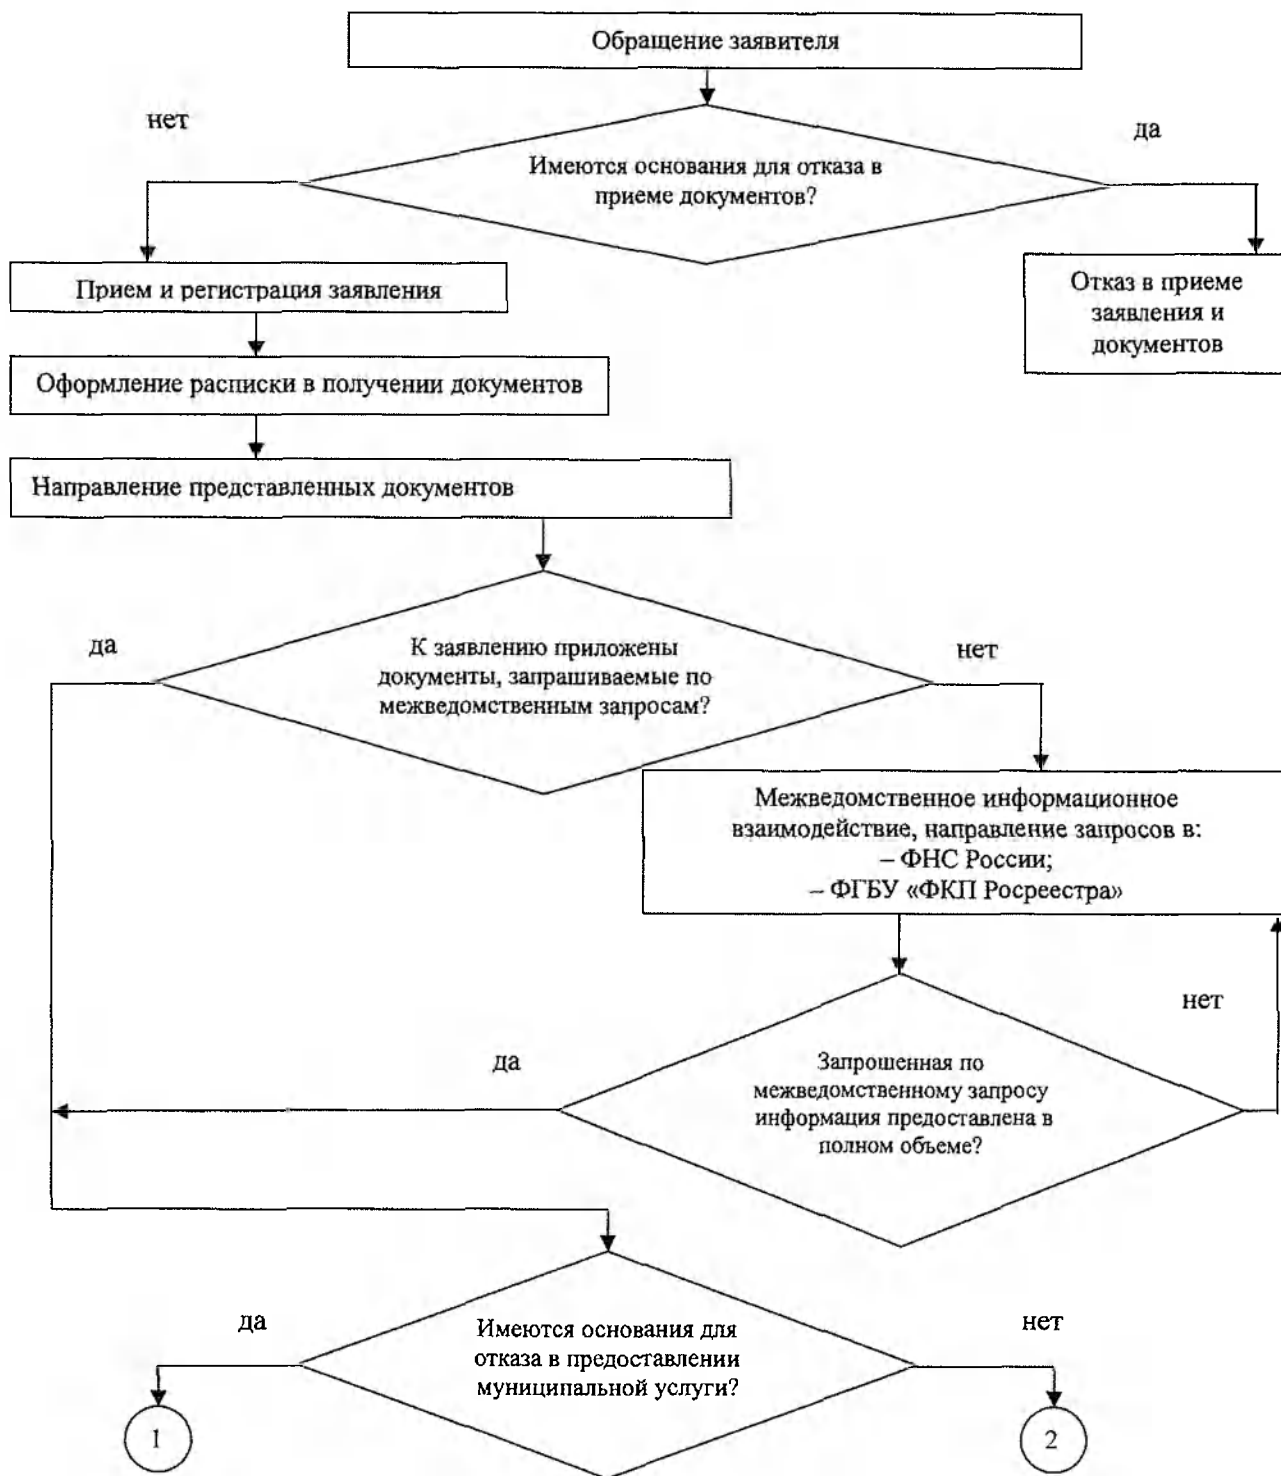 Обращение заявителя
нет
да
Имеются основания для отказа в
приеме документов?
Прием и регистрация заявления
Отказ в приеме
заявления и
документов
Оформление расписки в получении документов
Направление представленных документов
да
нет
К заявлению приложены
документы, запрашиваемые по
межведомственным запросам?
Межведомственное информационное
взаимодействие, направление запросов в:
– ФНС России;
– ФГБУ «ФКП Росреестра»
нет
да
Запрошенная по
межведомственному запросу
информация предоставлена в
полном объеме?
да
нет
Имеются основания для
отказа в предоставлении
муниципальной услуги?
1
2